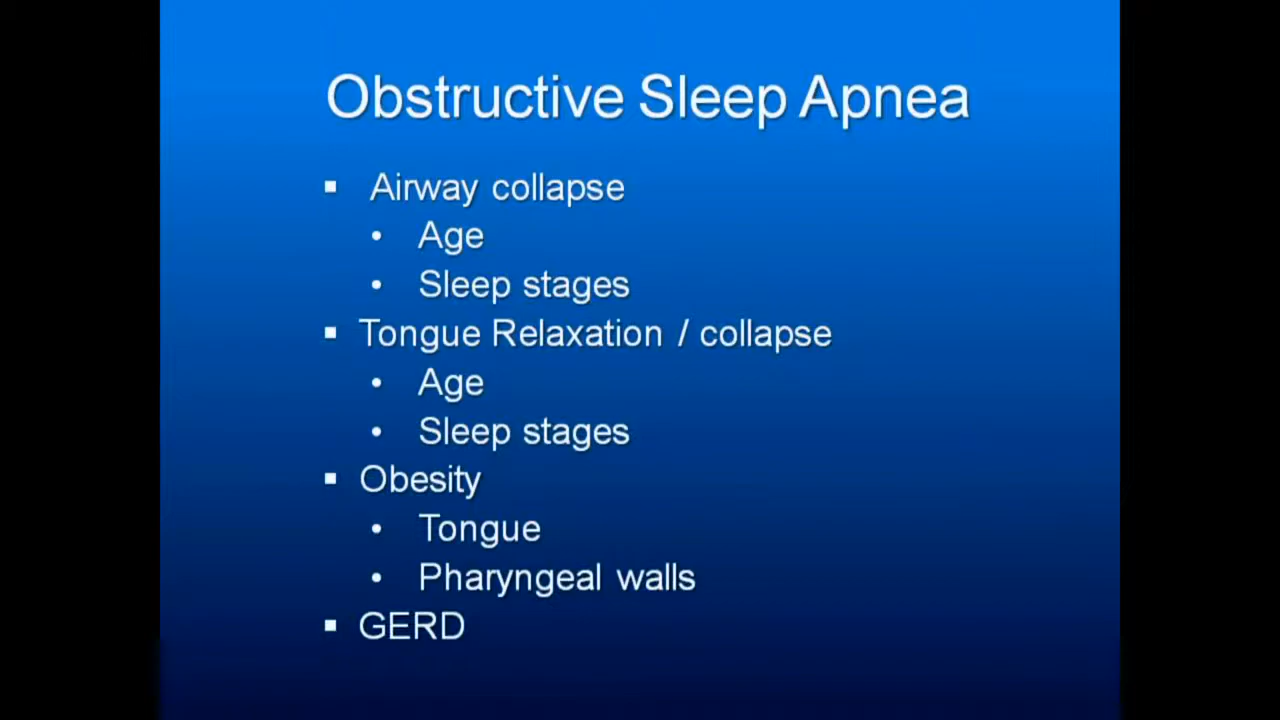 Obstructive Sleep Apnea
▪ Airway collapse
• Age
• Sleep stages
▪ Tongue Relaxation / collapse
• Age
• Sleep stages
▪ Obesity
• Tongue
• Pharyngeal walls
▪ GERD